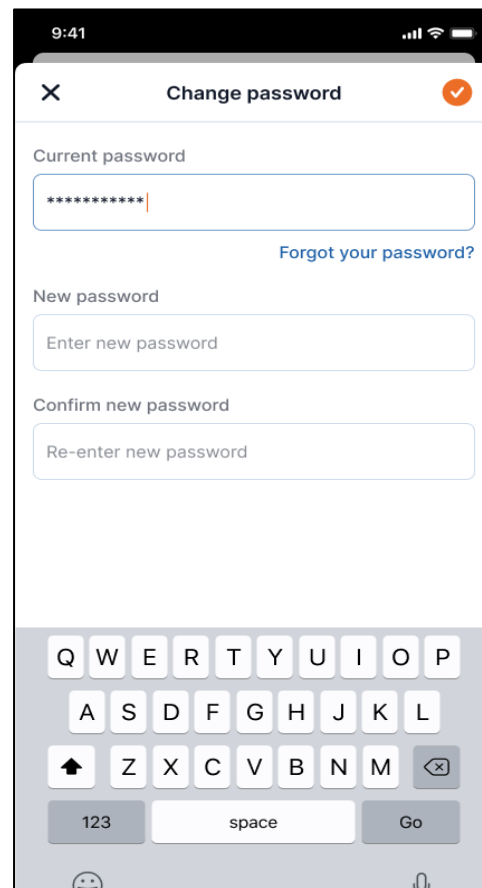 9:41
Change password
Current password
***********
Forgot your password?
New password
Enter new password
Confirm new password
Re-enter new password
Q W E R T Y U I O P
A S D F G H J K L
Z X C V B N M
123 space Go